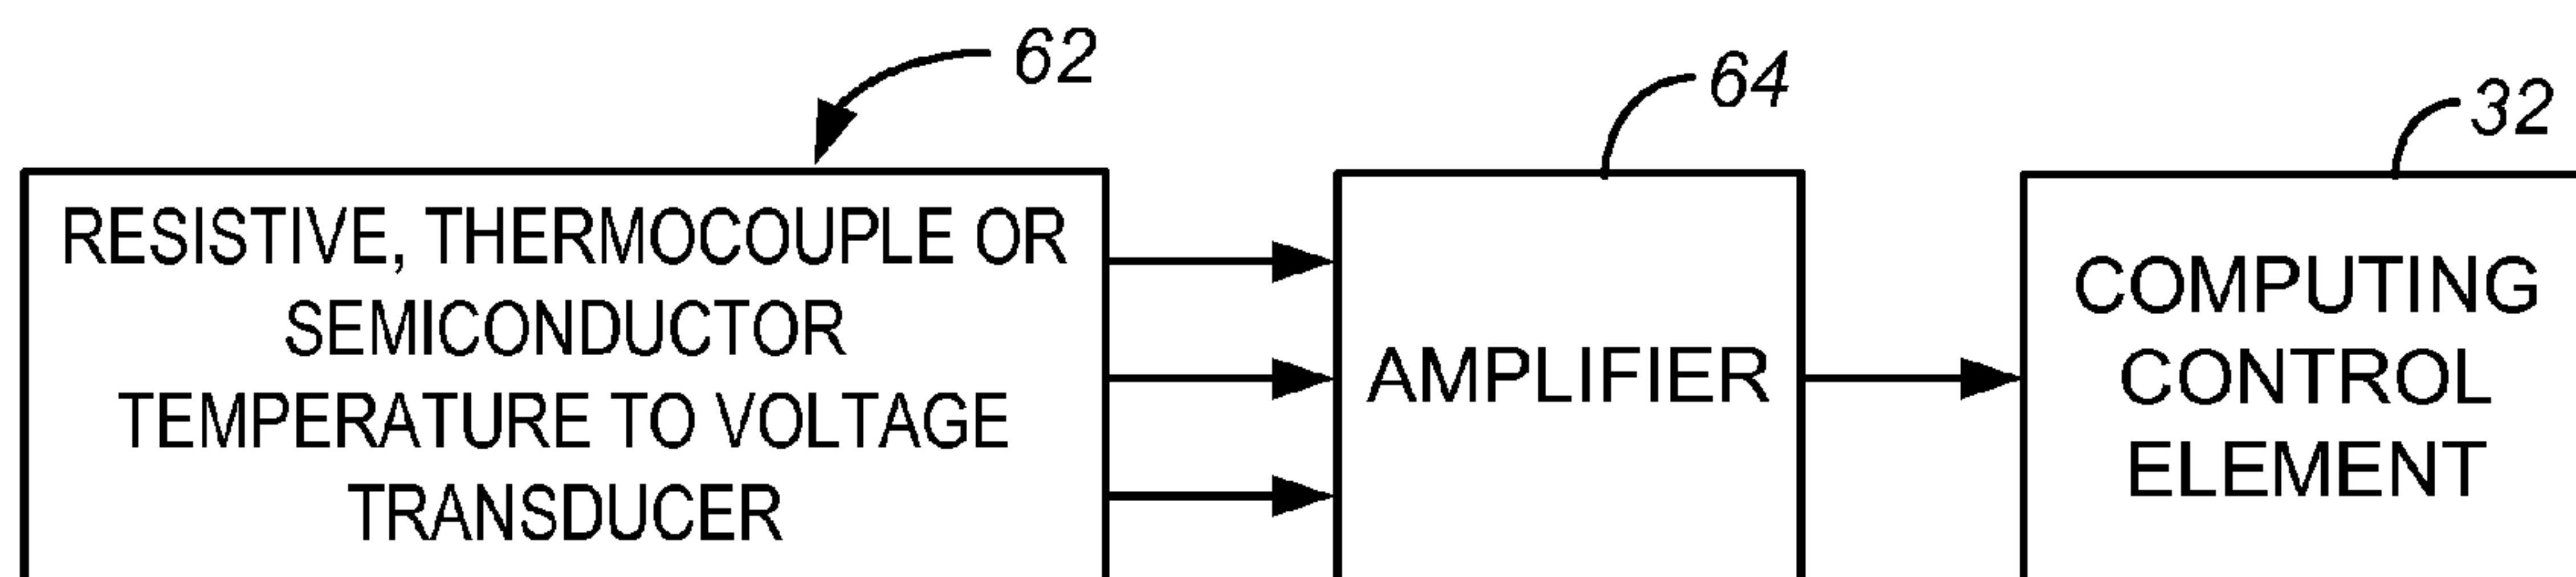 62
64
32
RESISTIVE, THERMOCOUPLE OR
SEMICONDUCTOR
TEMPERATURE TO VOLTAGE
TRANSDUCER
AMPLIFIER
COMPUTING
CONTROL
ELEMENT